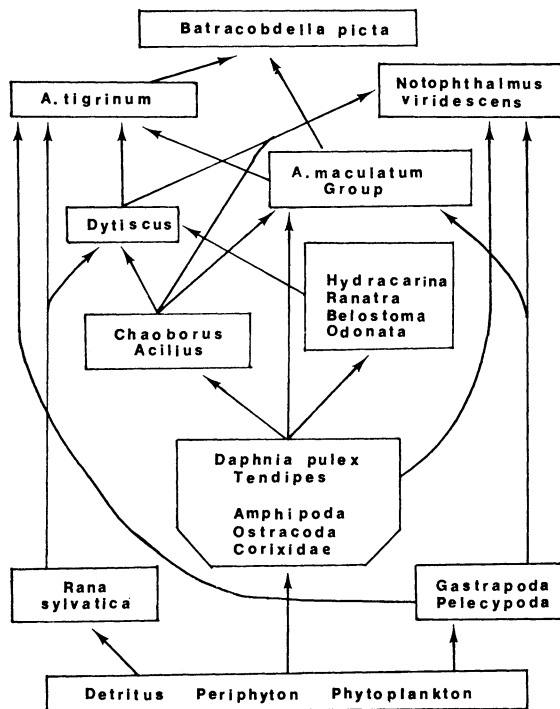 Batracobdella picta
A.tigrinum
Notophthalmus
viridescens
A.maculatum
Group
Dytiscus
Hydracarina
Ranatra
Belostoma
Odonata
Chaoborus
Acilius
Daphnia pulex
Tendipes
Amphipoda
Ostracoda
Corixidae
Rana
sylvatica
Gastrapoda
Pelecypoda
Detritus Periphyton Phytoplankton